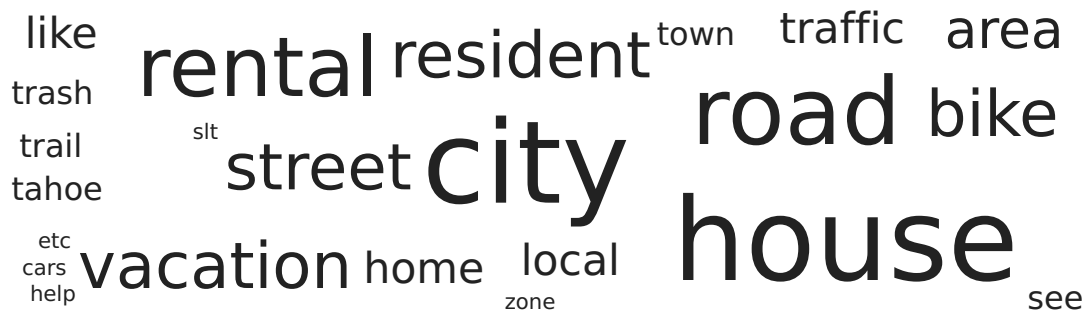 like rental resident town traffic area
trash road bike
trail slt street city
tahoe
etc vacation home local house
cars
help zone see